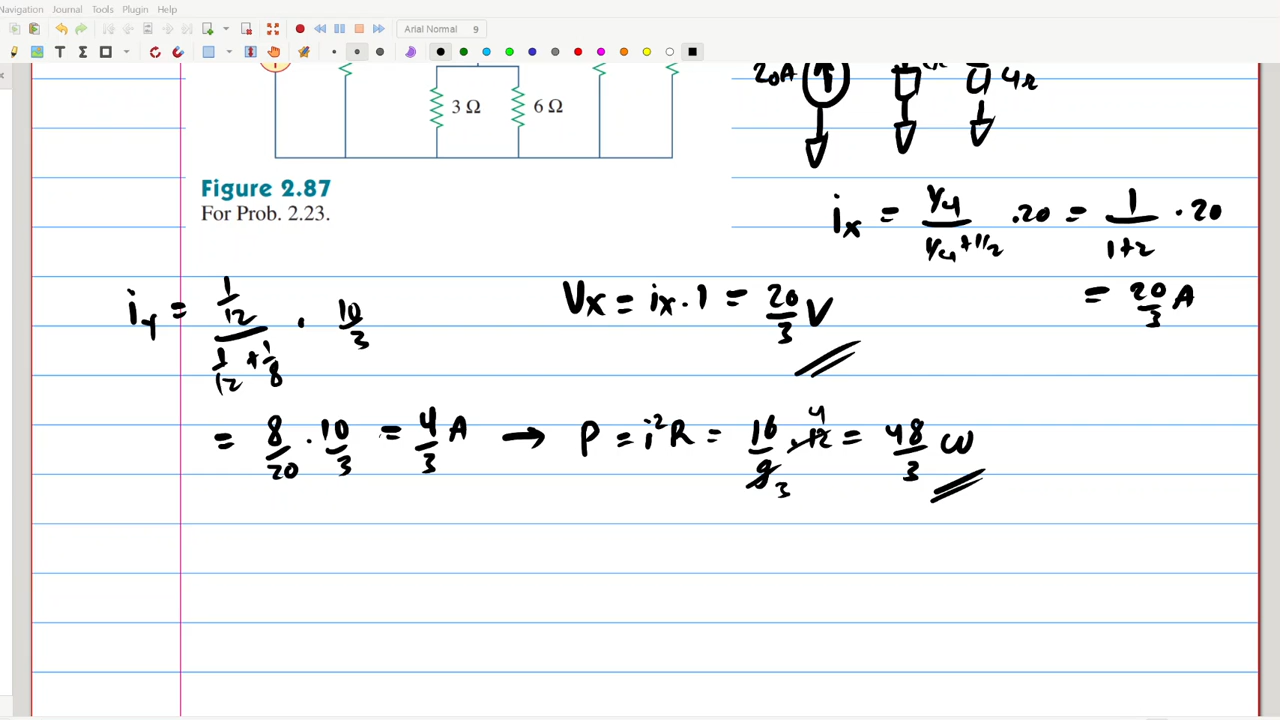 Navigation Journal Tools Plugin Help
Arial Normal 9
3 Ω 6 Ω
20A 4Ω
Figure 2.87
For Prob. 2.23.
ix = 1/4 / (1/4 + 1/2) · 20 = 1 / (1+2) · 20
= 20/3 A
iy = 1/12 / (1/12 + 1/8) · 10/3
Vx = ix · 1 = 20/3 V
= 8/20 · 10/3 = 4/3 A → P = i²R = 16/9 3 · 12 4 = 48/3 W